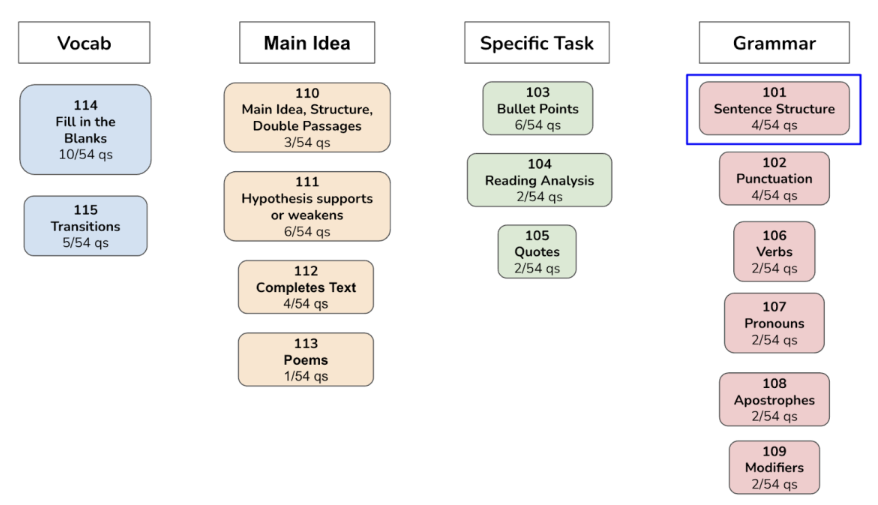 Vocab
114
Fill in the
Blanks
10/54 qs
115
Transitions
5/54 qs
Main Idea
110
Main Idea, Structure,
Double Passages
3/54 qs
111
Hypothesis supports
or weakens
6/54 qs
112
Completes Text
4/54 qs
113
Poems
1/54 qs
Specific Task
103
Bullet Points
6/54 qs
104
Reading Analysis
2/54 qs
105
Quotes
2/54 qs
Grammar
101
Sentence Structure
4/54 qs
102
Punctuation
4/54 qs
106
Verbs
2/54 qs
107
Pronouns
2/54 qs
108
Apostrophes
2/54 qs
109
Modifiers
2/54 qs